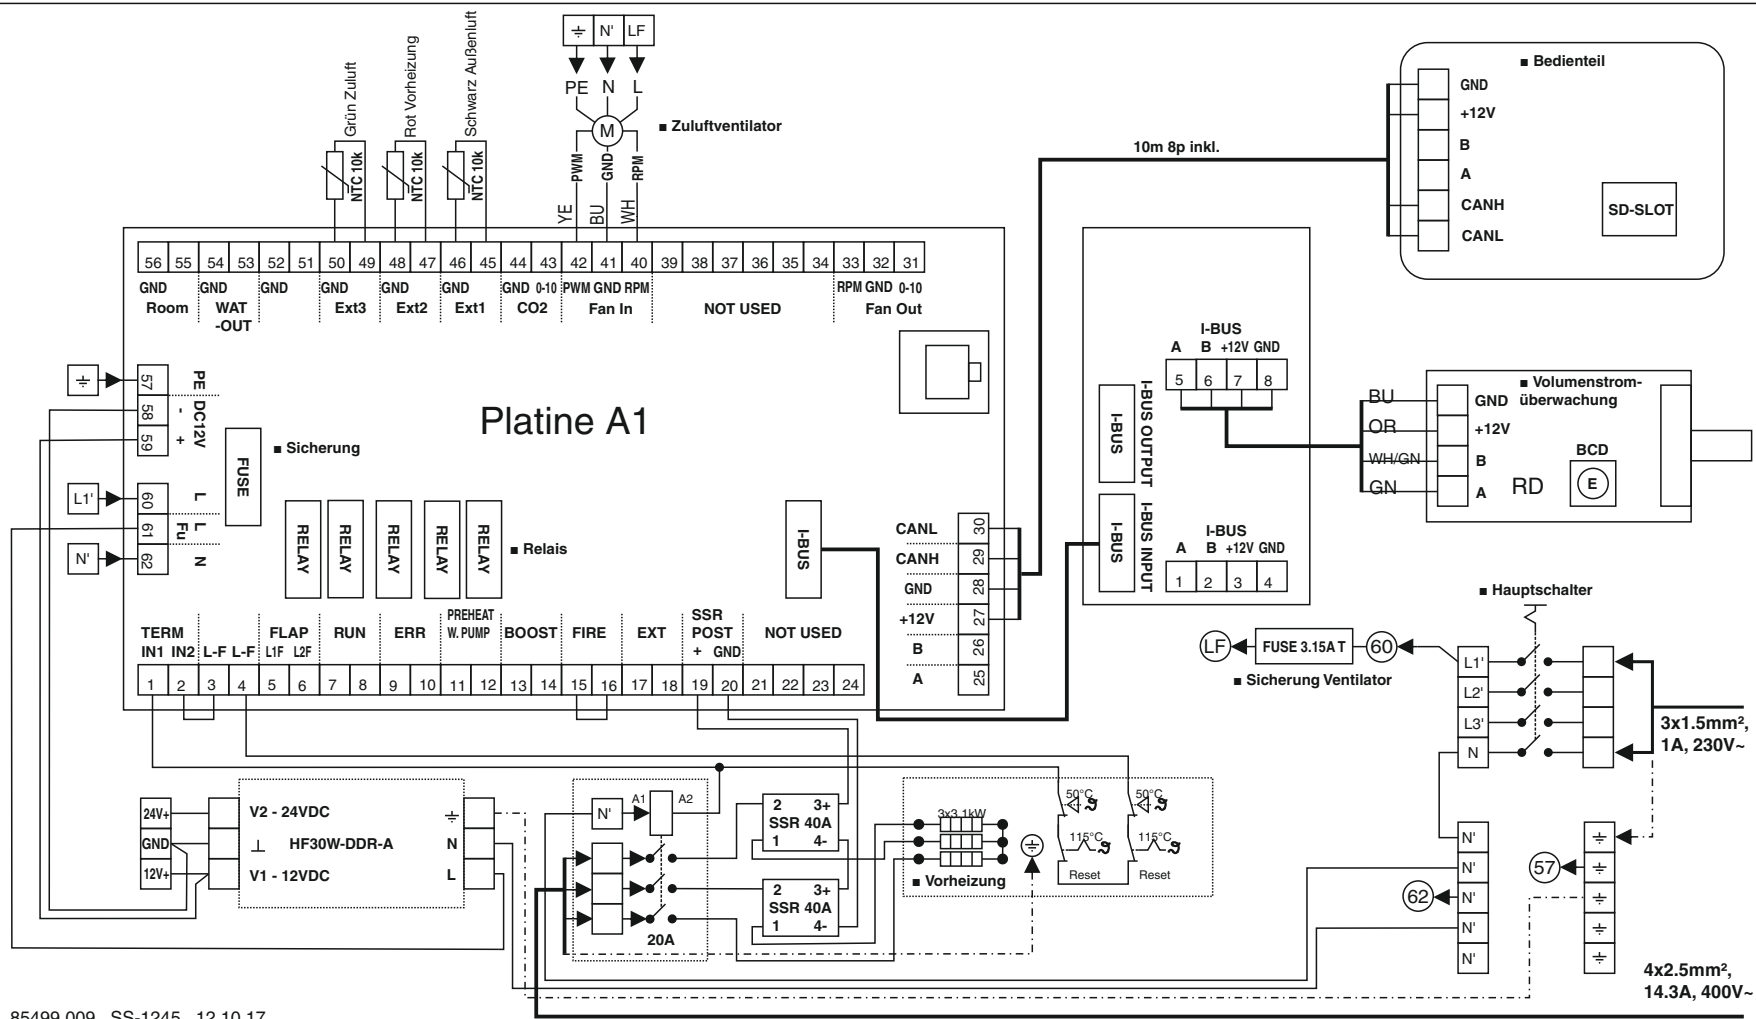 Grün Zuluft
NTC 10k
Rot Vorheizung
NTC 10k
Schwarz Außenluft
NTC 10k
N' LF
PE N L
M
■ Zuluftventilator
PWM GND RPM
YE BU WH
56 55 54 53 52 51 50 49 48 47 46 45 44 43 42 41 40 39 38 37 36 35 34 33 32 31
GND GND GND GND GND GND GND 0-10 PWM GND RPM RPM GND 0-10
Room WAT Ext3 Ext2 Ext1 CO2 Fan In NOT USED Fan Out
-OUT
57 PE
58 - DC12V
59 +
L1' 60 L
61 L Fu
N' 62 N
FUSE
■ Sicherung
Platine A1
RELAY RELAY RELAY RELAY RELAY
■ Relais
I-BUS
CANL 30
CANH 29
GND 28
+12V 27
B 26
A 25
TERM FLAP RUN ERR PREHEAT BOOST FIRE EXT SSR NOT USED
W. PUMP POST
IN1 IN2 L-F L-F L1F L2F + GND
1 2 3 4 5 6 7 8 9 10 11 12 13 14 15 16 17 18 19 20 21 22 23 24
10m 8p inkl.
■ Bedienteil
GND
+12V
B
A
CANH
CANL
SD-SLOT
I-BUS
A B +12V GND
5 6 7 8
I-BUS I-BUS OUTPUT
I-BUS I-BUS INPUT
I-BUS
A B +12V GND
1 2 3 4
■ Volumenstrom-
überwachung
BU GND
OR +12V
WH/GN B
GN A
RD
BCD
E
■ Hauptschalter
LF FUSE 3.15A T 60
■ Sicherung Ventilator
L1'
L2'
L3'
N
3x1.5mm²,
1A, 230V~
24V+ V2 - 24VDC
GND ⊥ HF30W-DDR-A N
12V+ V1 - 12VDC L
N' A1 A2
20A
2 3+
SSR 40A
1 4-
2 3+
SSR 40A
1 4-
3x3,1kW
■ Vorheizung
50°C 50°C
115°C 115°C
Reset Reset
N'
N'
62 N'
N'
N'
57
4x2.5mm²,
14.3A, 400V~
85499.009 SS-1245 12.10.17